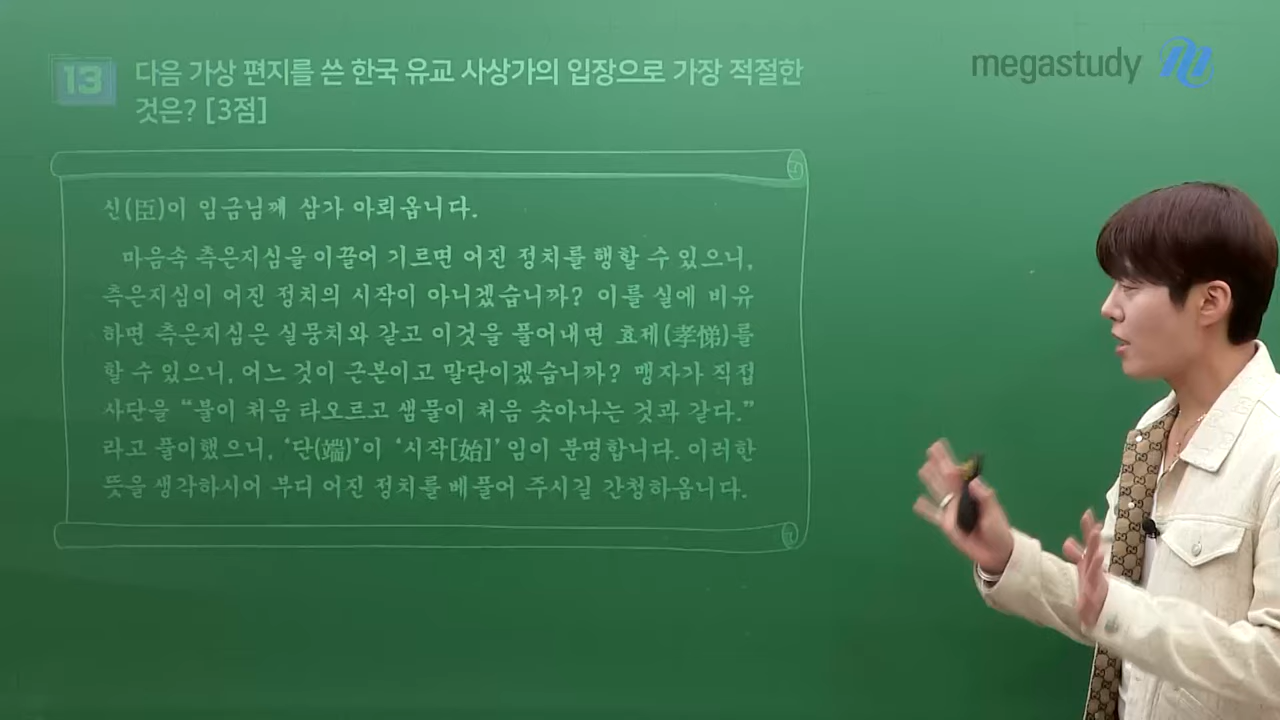 13 다음 가상 편지를 쓴 한국 유교 사상가의 입장으로 가장 적절한
것은? [3점]
megastudy
신(臣)이 임금님께 삼가 아뢰옵니다.
마음속 측은지심을 이끌어 기르면 어진 정치를 행할 수 있으니,
측은지심이 어진 정치의 시작이 아니겠습니까? 이를 실에 비유
하면 측은지심은 실뭉치와 같고 이것을 풀어내면 효제(孝悌)를
할 수 있으니, 어느 것이 근본이고 말단이겠습니까? 맹자가 직접
사단을 “불이 처음 타오르고 샘물이 처음 솟아나는 것과 같다.”
라고 풀이했으니, ‘단(端)’이 ‘시작[始]’임이 분명합니다. 이러한
뜻을 생각하시어 부디 어진 정치를 베풀어 주시길 간청하옵니다.